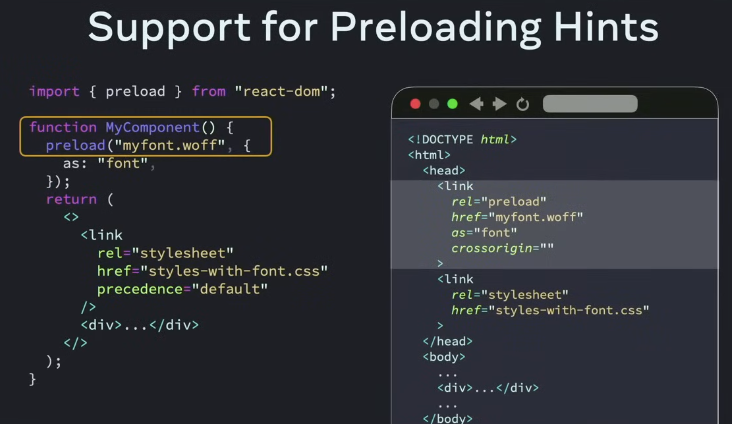 Support for Preloading Hints
import { preload } from "react-dom";
function MyComponent() {
preload("myfont.woff", {
as: "font",
});
return (
<>
<link
rel="stylesheet"
href="styles-with-font.css"
precedence="default"
/>
<div>...</div>
</>
);
}
<!DOCTYPE html>
<html>
<head>
<link
rel="preload"
href="myfont.woff"
as="font"
crossorigin=""
>
<link
rel="stylesheet"
href="styles-with-font.css"
>
</head>
<body>
...
<div>...</div>
...
</body>